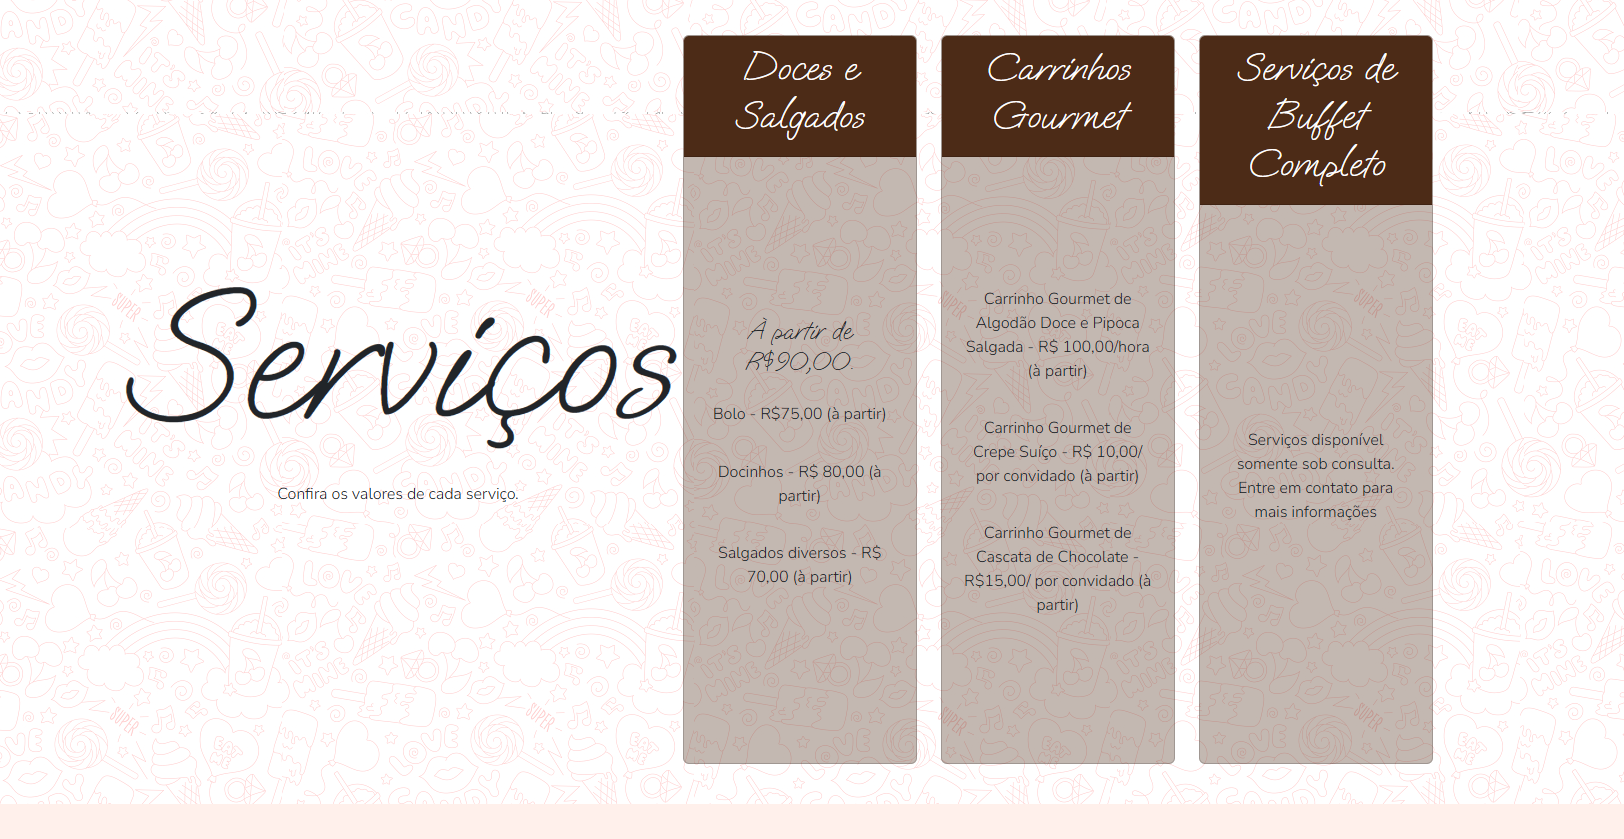 Serviços
Confira os valores de cada serviço.
Doces e
Salgados
À partir de
R$90,00.
Bolo - R$75,00 (à partir)
Docinhos - R$ 80,00 (à
partir)
Salgados diversos - R$
70,00 (à partir)
Carrinhos
Gourmet
Carrinho Gourmet de
Algodão Doce e Pipoca
Salgada - R$ 100,00/hora
(à partir)
Carrinho Gourmet de
Crepe Suíço - R$ 10,00/
por convidado (à partir)
Carrinho Gourmet de
Cascata de Chocolate -
R$15,00/ por convidado (à
partir)
Serviços de
Buffet
Completo
Serviços disponível
somente sob consulta.
Entre em contato para
mais informações